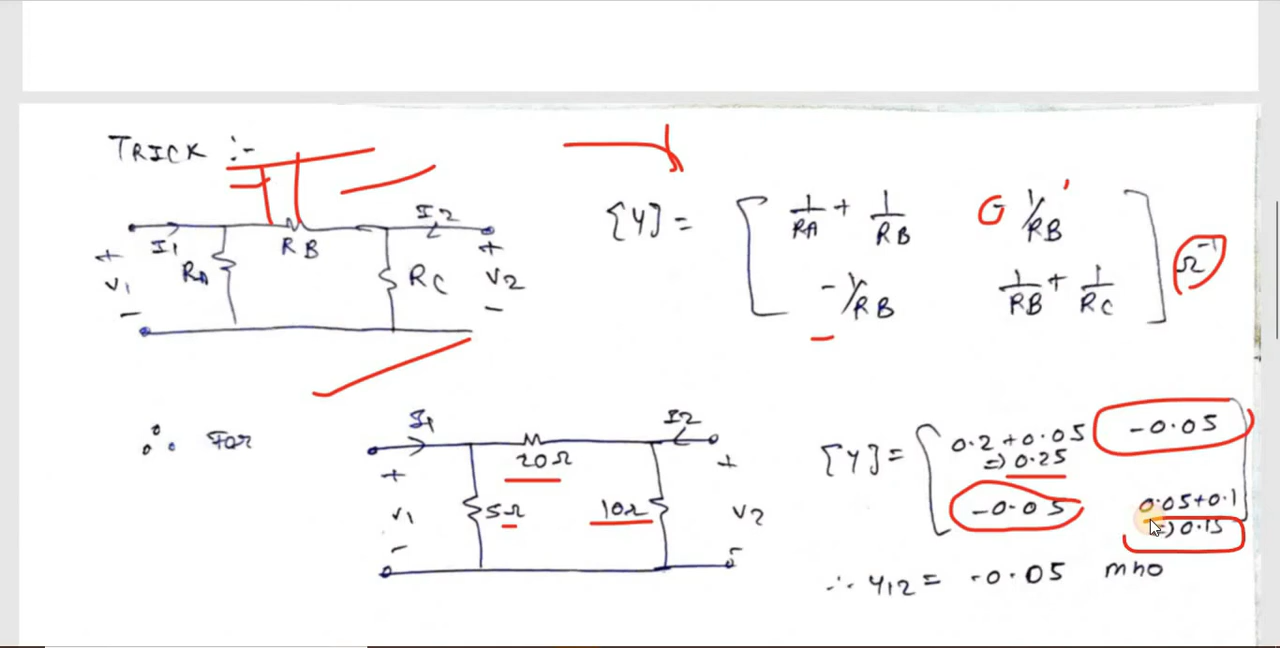 TRICK :-
I1 RB I2
+ V1 - RA RC + V2 -
[Y] = [ 1/RA + 1/RB - 1/RB
- 1/RB 1/RB + 1/RC ] Ω⁻¹
∴ For
I1 20Ω I2
+ V1 - 5Ω 10Ω + V2 -
[Y] = [ 0.2+0.05 -0.05
=) 0.25
-0.05 0.05+0.1
=) 0.15 ]
∴ Y12 = -0.05 mho